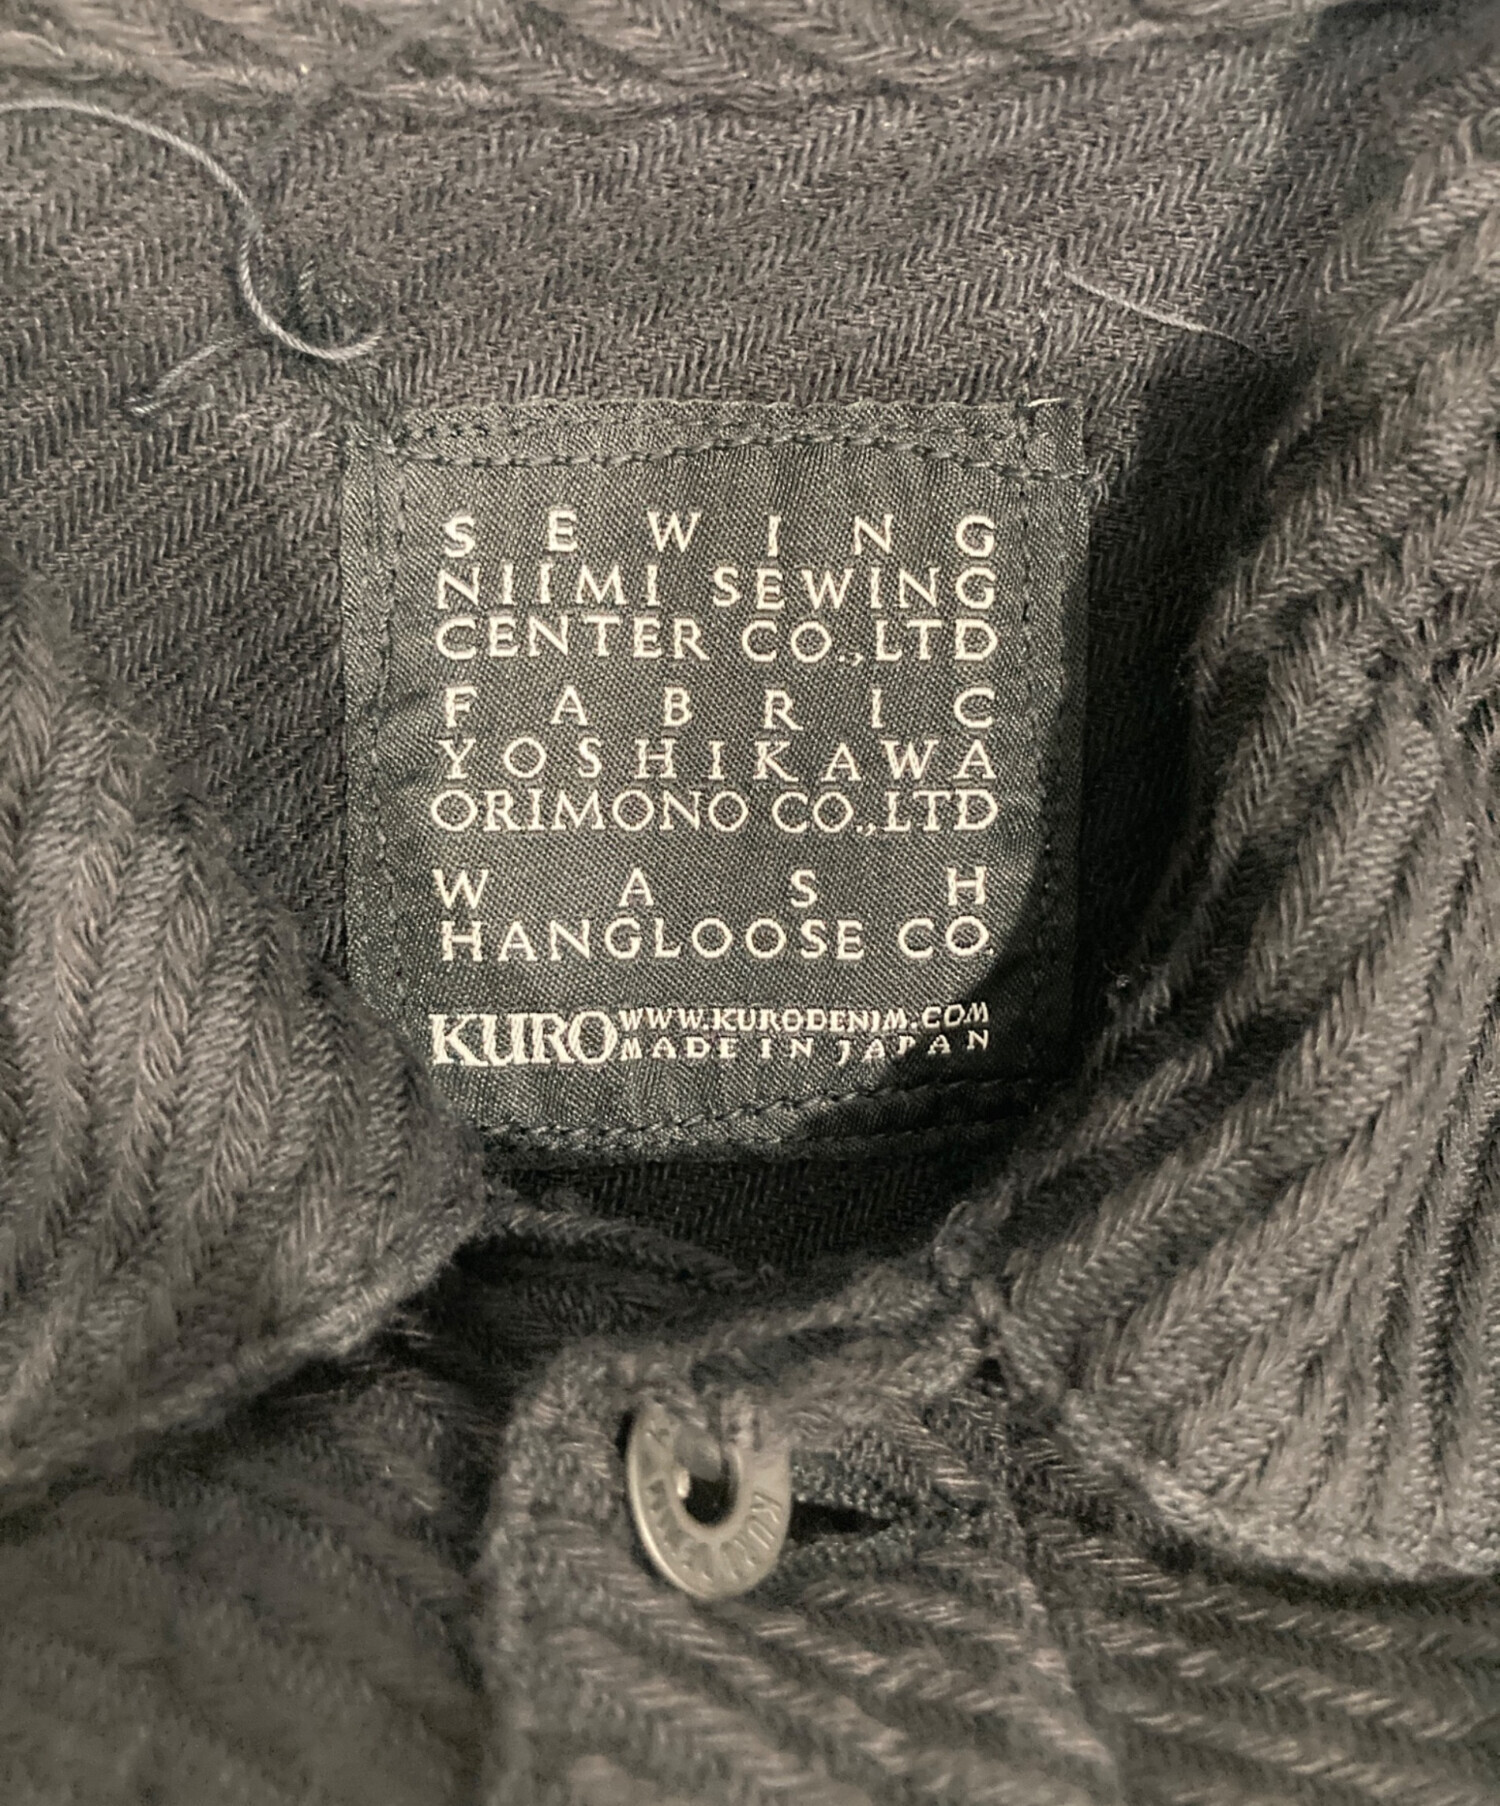 SEWING
NIIMI SEWING
CENTER CO.,LTD
FABRIC
YOSHIKAWA
ORIMONO CO.,LTD
WASH
HANGLOOSE CO.
KURO WWW.KURODENIM.COM
MADE IN JAPAN